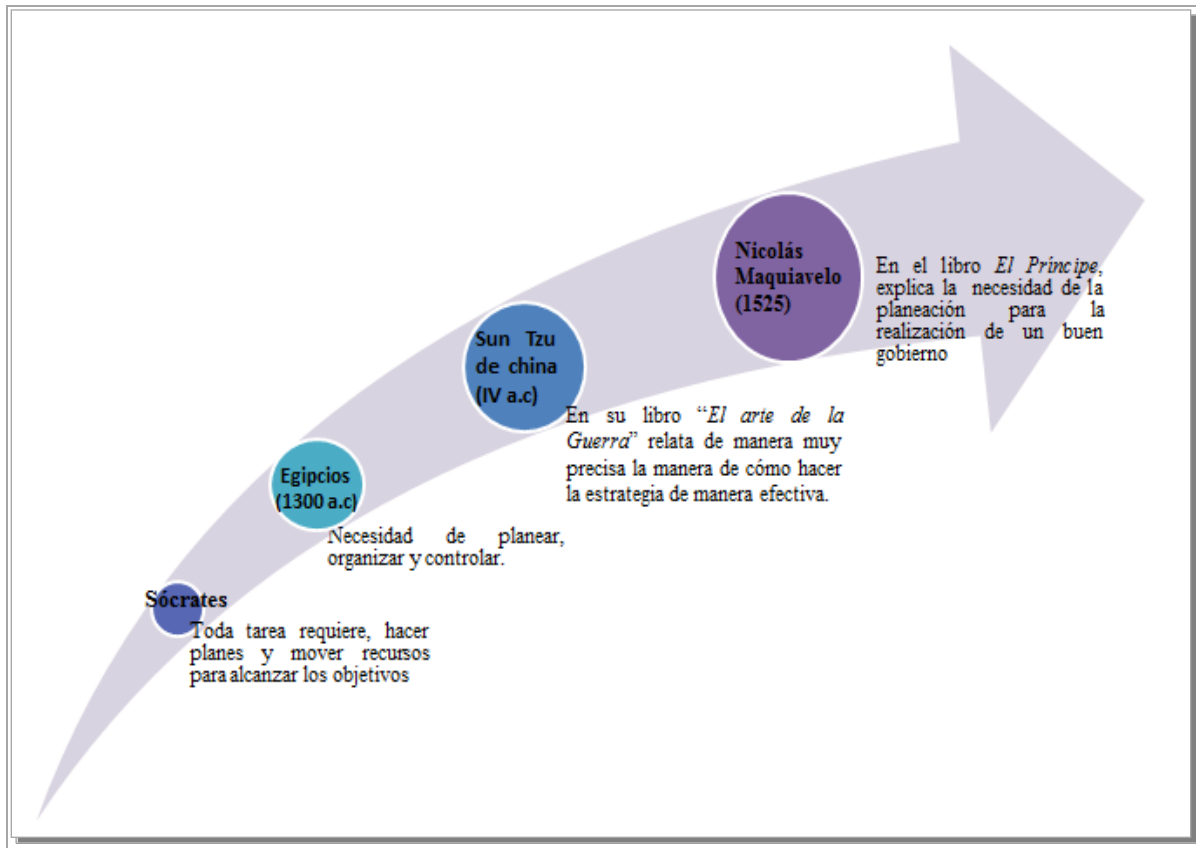 Nicolás
Maquiavelo
(1525)
En el libro El Príncipe,
explica la necesidad de la
planeación para la
realización de un buen
gobierno
Sun Tzu
de china
(IV a.c)
En su libro “El arte de la
Guerra” relata de manera muy
precisa la manera de cómo hacer
la estrategia de manera efectiva.
Egipcios
(1300 a.c)
Necesidad de planear,
organizar y controlar.
Sócrates
Toda tarea requiere, hacer
planes y mover recursos
para alcanzar los objetivos